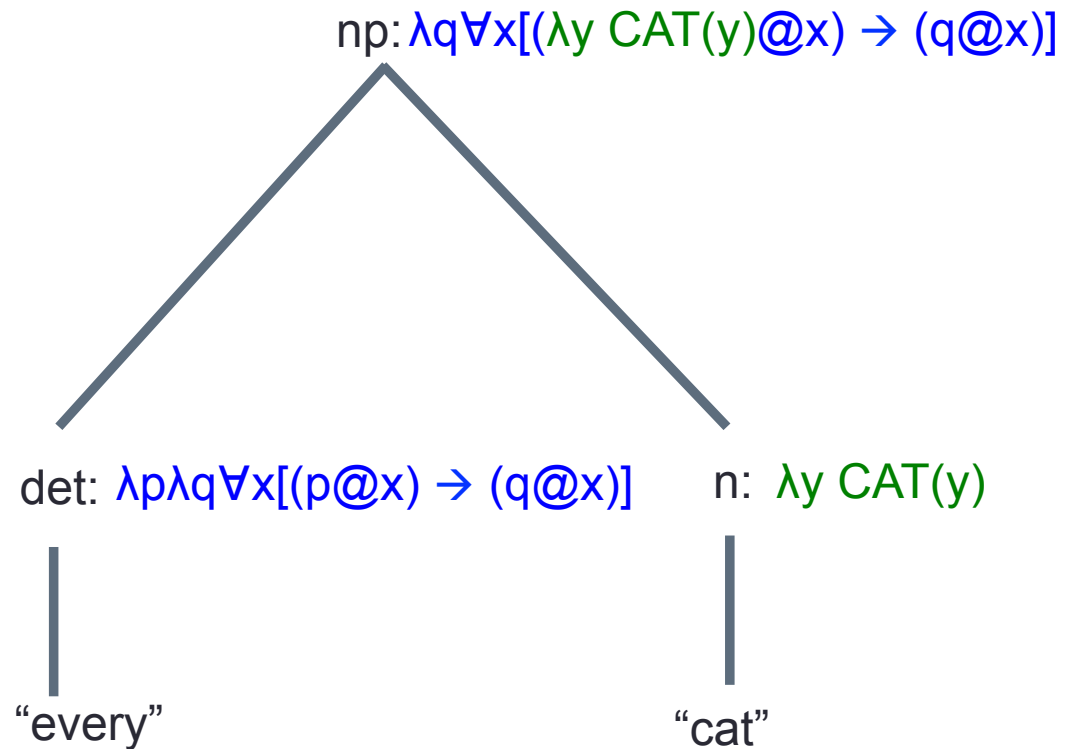 np: λq∀x[(λy CAT(y)@x) → (q@x)]
det: λpλq∀x[(p@x) → (q@x)]
n: λy CAT(y)
“every”
“cat”